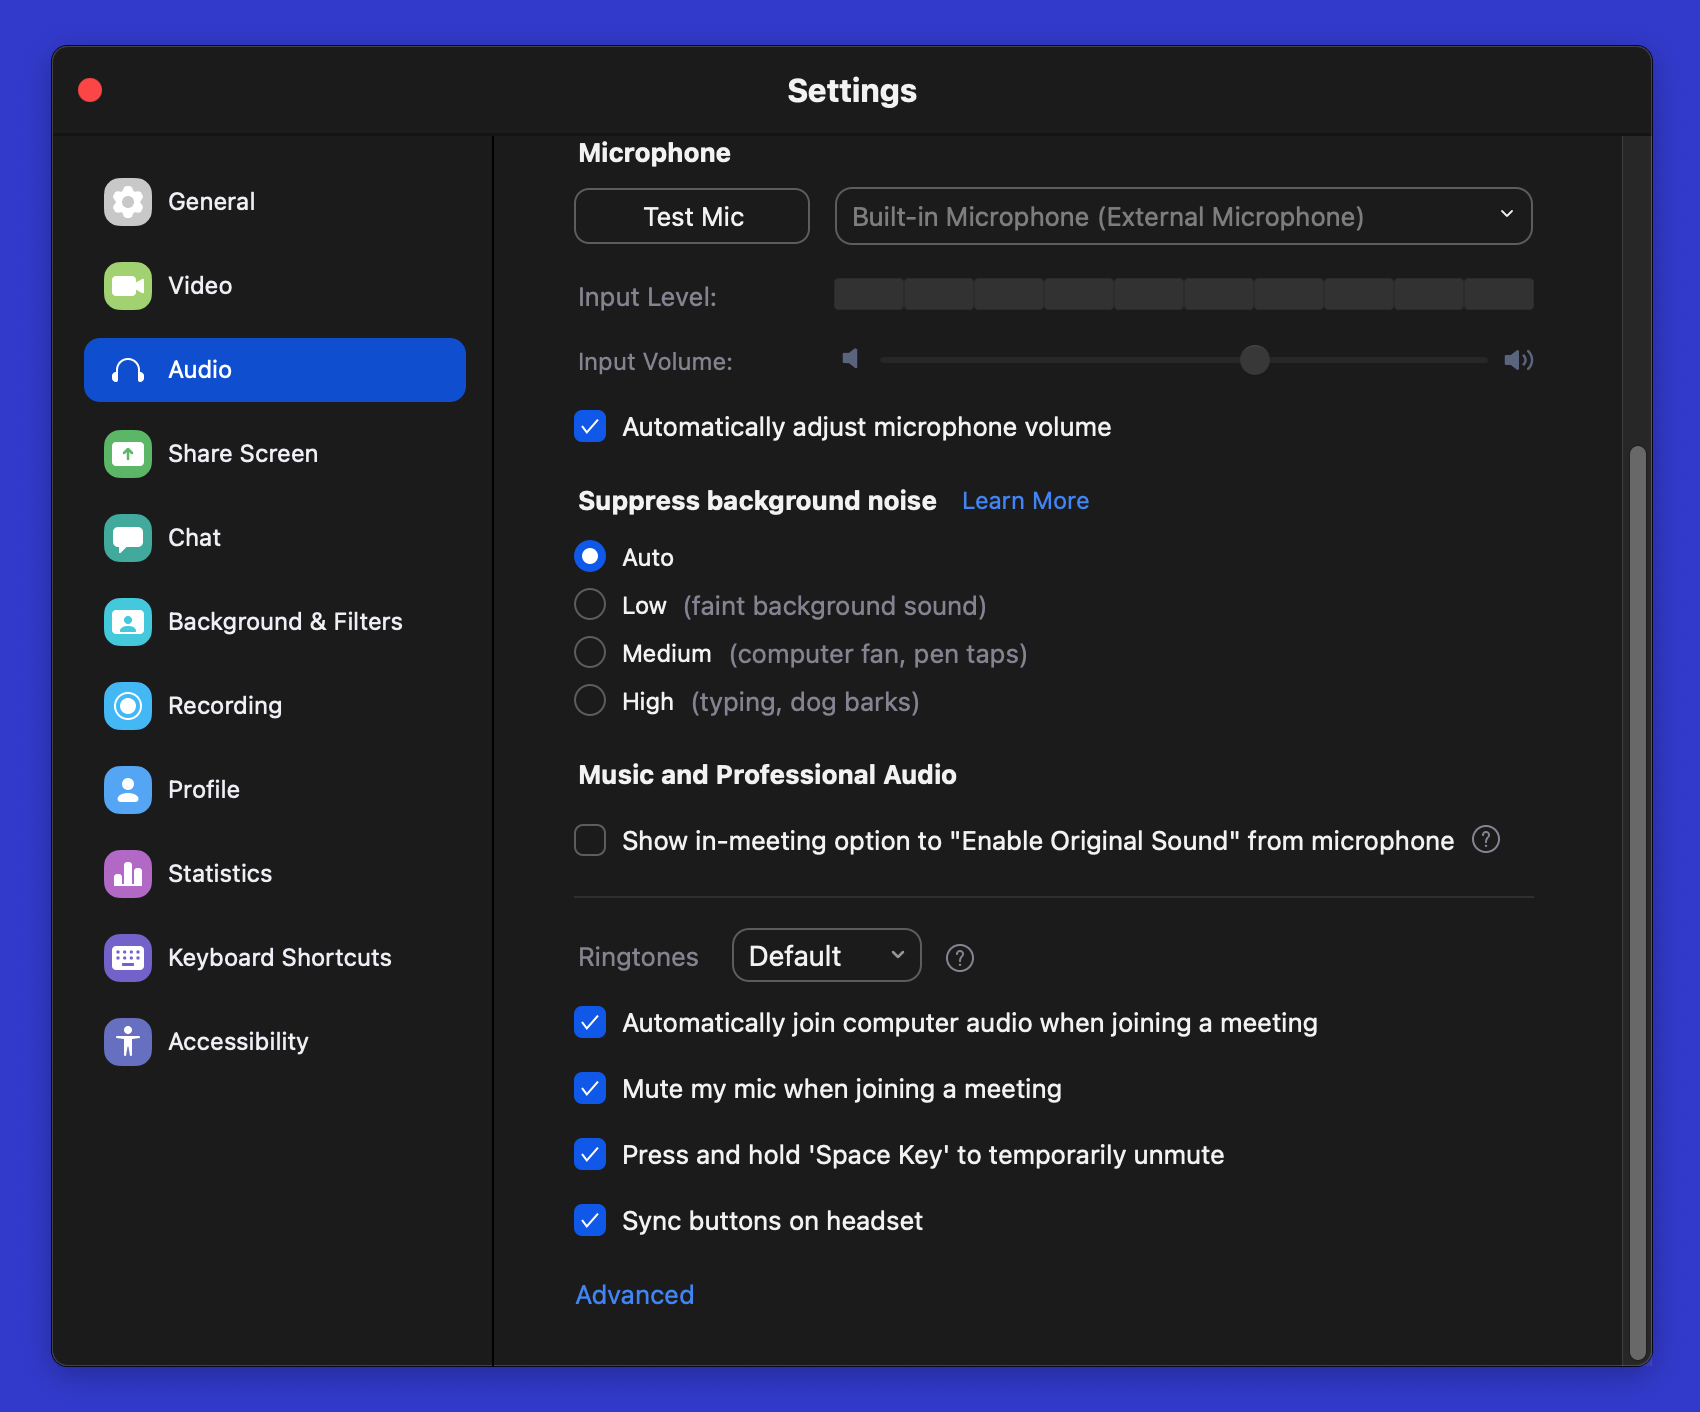 Settings
General
Video
Audio
Share Screen
Chat
Background & Filters
Recording
Profile
Statistics
Keyboard Shortcuts
Accessibility
Microphone
Test Mic
Built-in Microphone (External Microphone)
Input Level:
Input Volume:
Automatically adjust microphone volume
Suppress background noise Learn More
Auto
Low (faint background sound)
Medium (computer fan, pen taps)
High (typing, dog barks)
Music and Professional Audio
Show in-meeting option to "Enable Original Sound" from microphone ?
Ringtones Default ?
Automatically join computer audio when joining a meeting
Mute my mic when joining a meeting
Press and hold 'Space Key' to temporarily unmute
Sync buttons on headset
Advanced